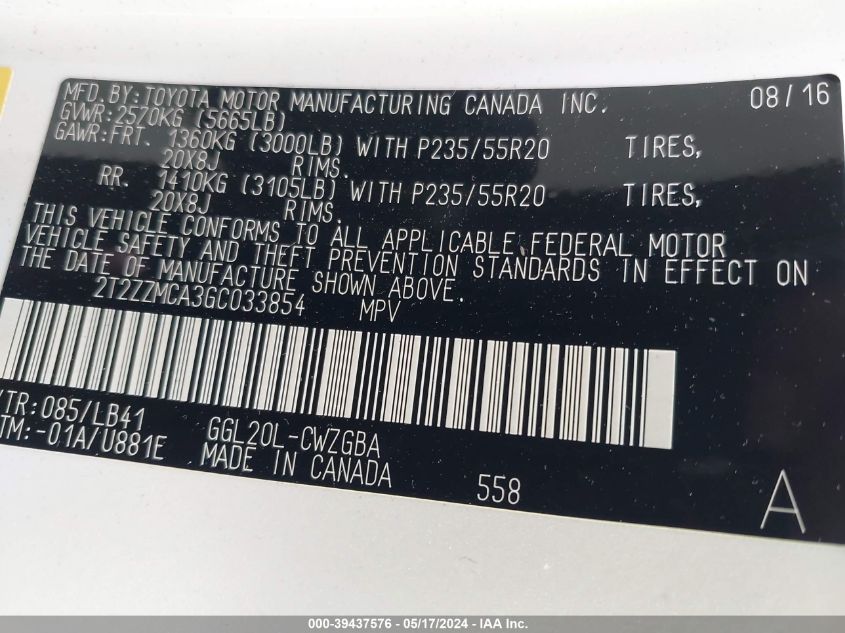 MFD. BY: TOYOTA MOTOR MANUFACTURING CANADA INC. 08/16
GVWR: 2570KG (5665LB)
GAWR: FRT. 1360KG (3000LB) WITH P235/55R20 TIRES,
20X8J RIMS.
RR. 1410KG (3105LB) WITH P235/55R20 TIRES,
20X8J RIMS.
THIS VEHICLE CONFORMS TO ALL APPLICABLE FEDERAL MOTOR
VEHICLE SAFETY AND THEFT PREVENTION STANDARDS IN EFFECT ON
THE DATE OF MANUFACTURE SHOWN ABOVE.
2T2ZZMCA3GC033854 MPV
/TR: 085/LB41 GGL20L-CWZGBA
TM: -01A/U881E MADE IN CANADA 558 A
000-39437576 - 05/17/2024 - IAA Inc.